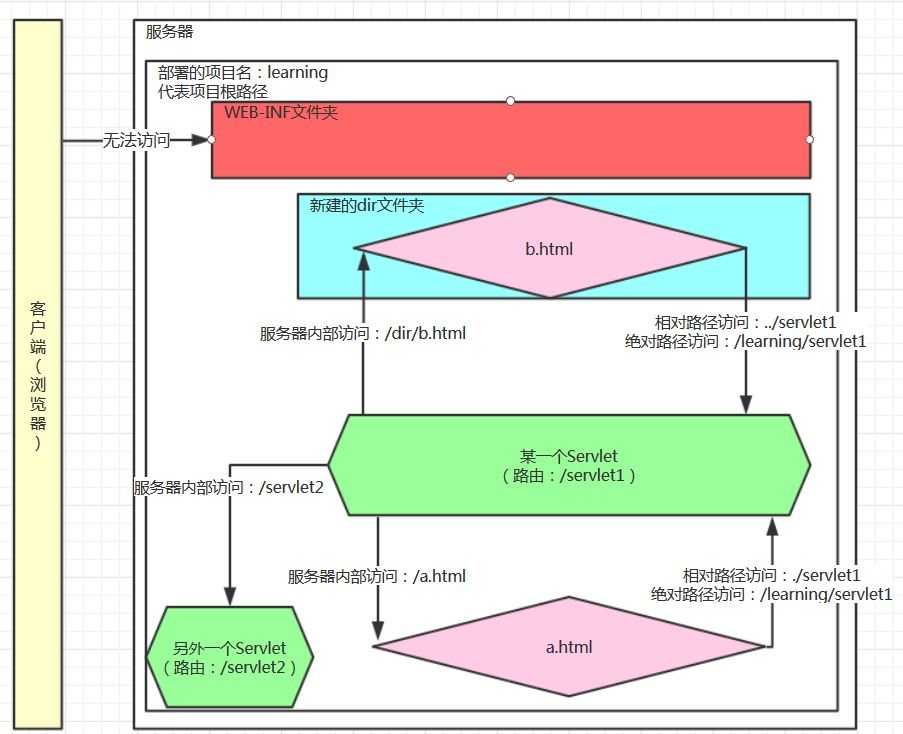 服务器
部署的项目名：learning
代表项目根路径
WEB-INF文件夹
无法访问
新建的dir文件夹
b.html
客户端（浏览器）
服务器内部访问：/dir/b.html
相对路径访问：../servlet1
绝对路径访问：/learning/servlet1
某一个Servlet
（路由：/servlet1）
服务器内部访问：/servlet2
服务器内部访问：/a.html
相对路径访问：./servlet1
绝对路径访问：/learning/servlet1
另外一个Servlet
（路由：/servlet2）
a.html